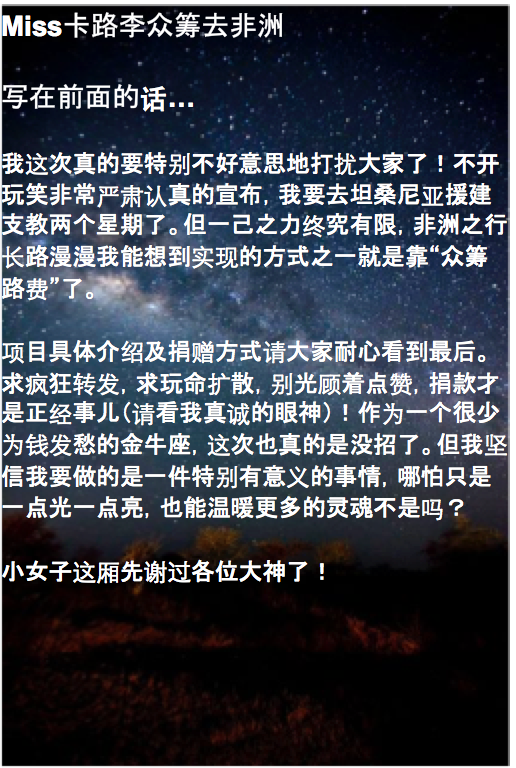 Miss卡路李众筹去非洲
写在前面的话...
我这次真的要特别不好意思地打扰大家了！不开
玩笑非常严肃认真的宣布, 我要去坦桑尼亚援建
支教两个星期了。但一己之力终究有限, 非洲之行
长路漫漫我能想到实现的方式之一就是靠“众筹
路费”了。
项目具体介绍及捐赠方式请大家耐心看到最后。
求疯狂转发, 求玩命扩散, 别光顾着点赞, 捐款才
是正经事儿(请看我真诚的眼神)！作为一个很少
为钱发愁的金牛座, 这次也真的是没招了。但我坚
信我要做的是一件特别有意义的事情, 哪怕只是
一点光一点亮, 也能温暖更多的灵魂不是吗？
小女子这厢先谢过各位大神了！